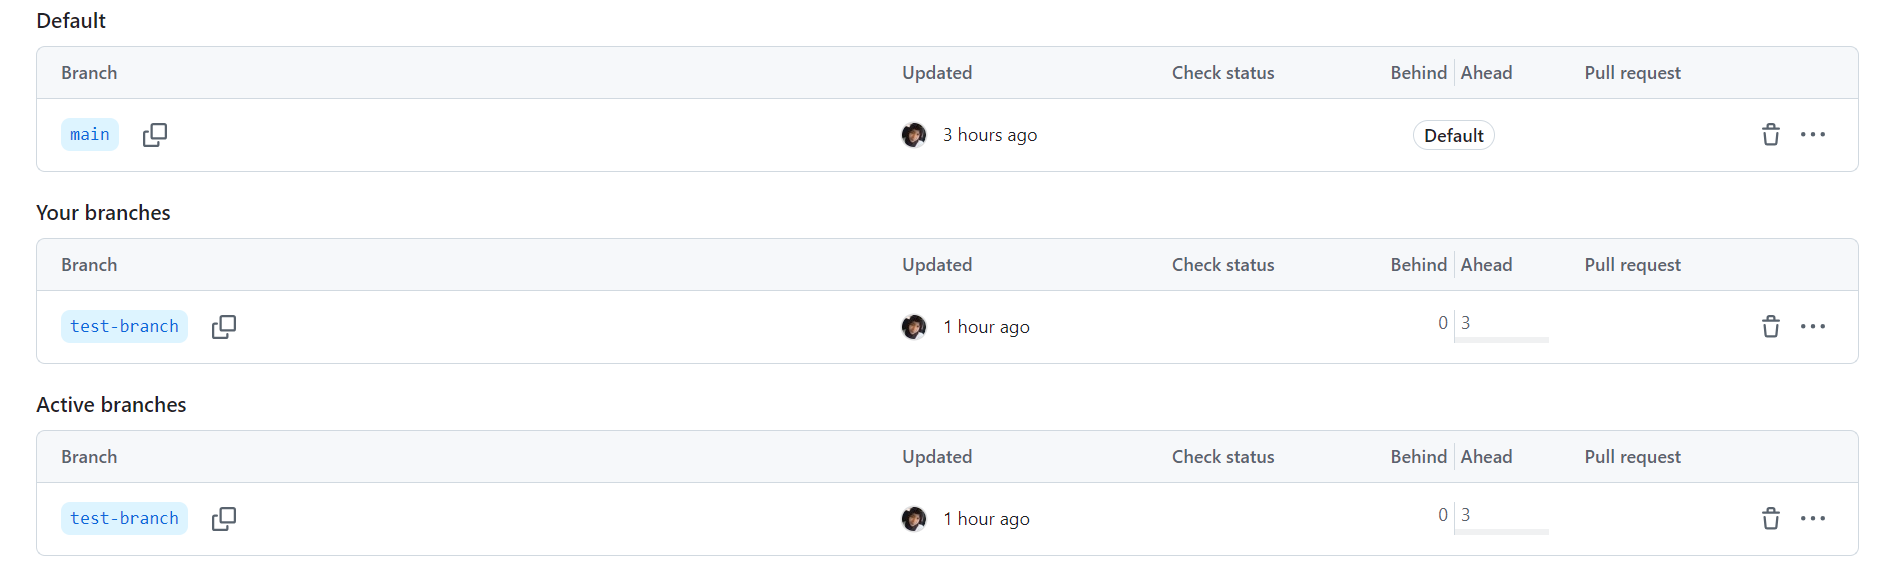 Default
Branch Updated Check status Behind Ahead Pull request
main 3 hours ago Default
Your branches
Branch Updated Check status Behind Ahead Pull request
test-branch 1 hour ago 0 3
Active branches
Branch Updated Check status Behind Ahead Pull request
test-branch 1 hour ago 0 3